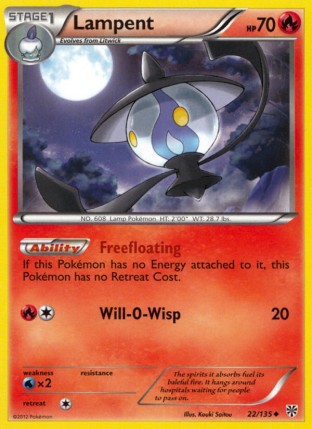 STAGE1
Lampent
HP70
Evolves from Litwick
NO. 608 Lamp Pokémon HT: 2'00" WT: 28.7 lbs.
Ability Freefloating
If this Pokémon has no Energy attached to it, this
Pokémon has no Retreat Cost.
Will-O-Wisp 20
weakness resistance
×2
retreat
The spirits it absorbs fuel its
baleful fire. It hangs around
hospitals waiting for people
to pass on.
©2012 Pokémon
Illus. Kouki Saitou
22/135